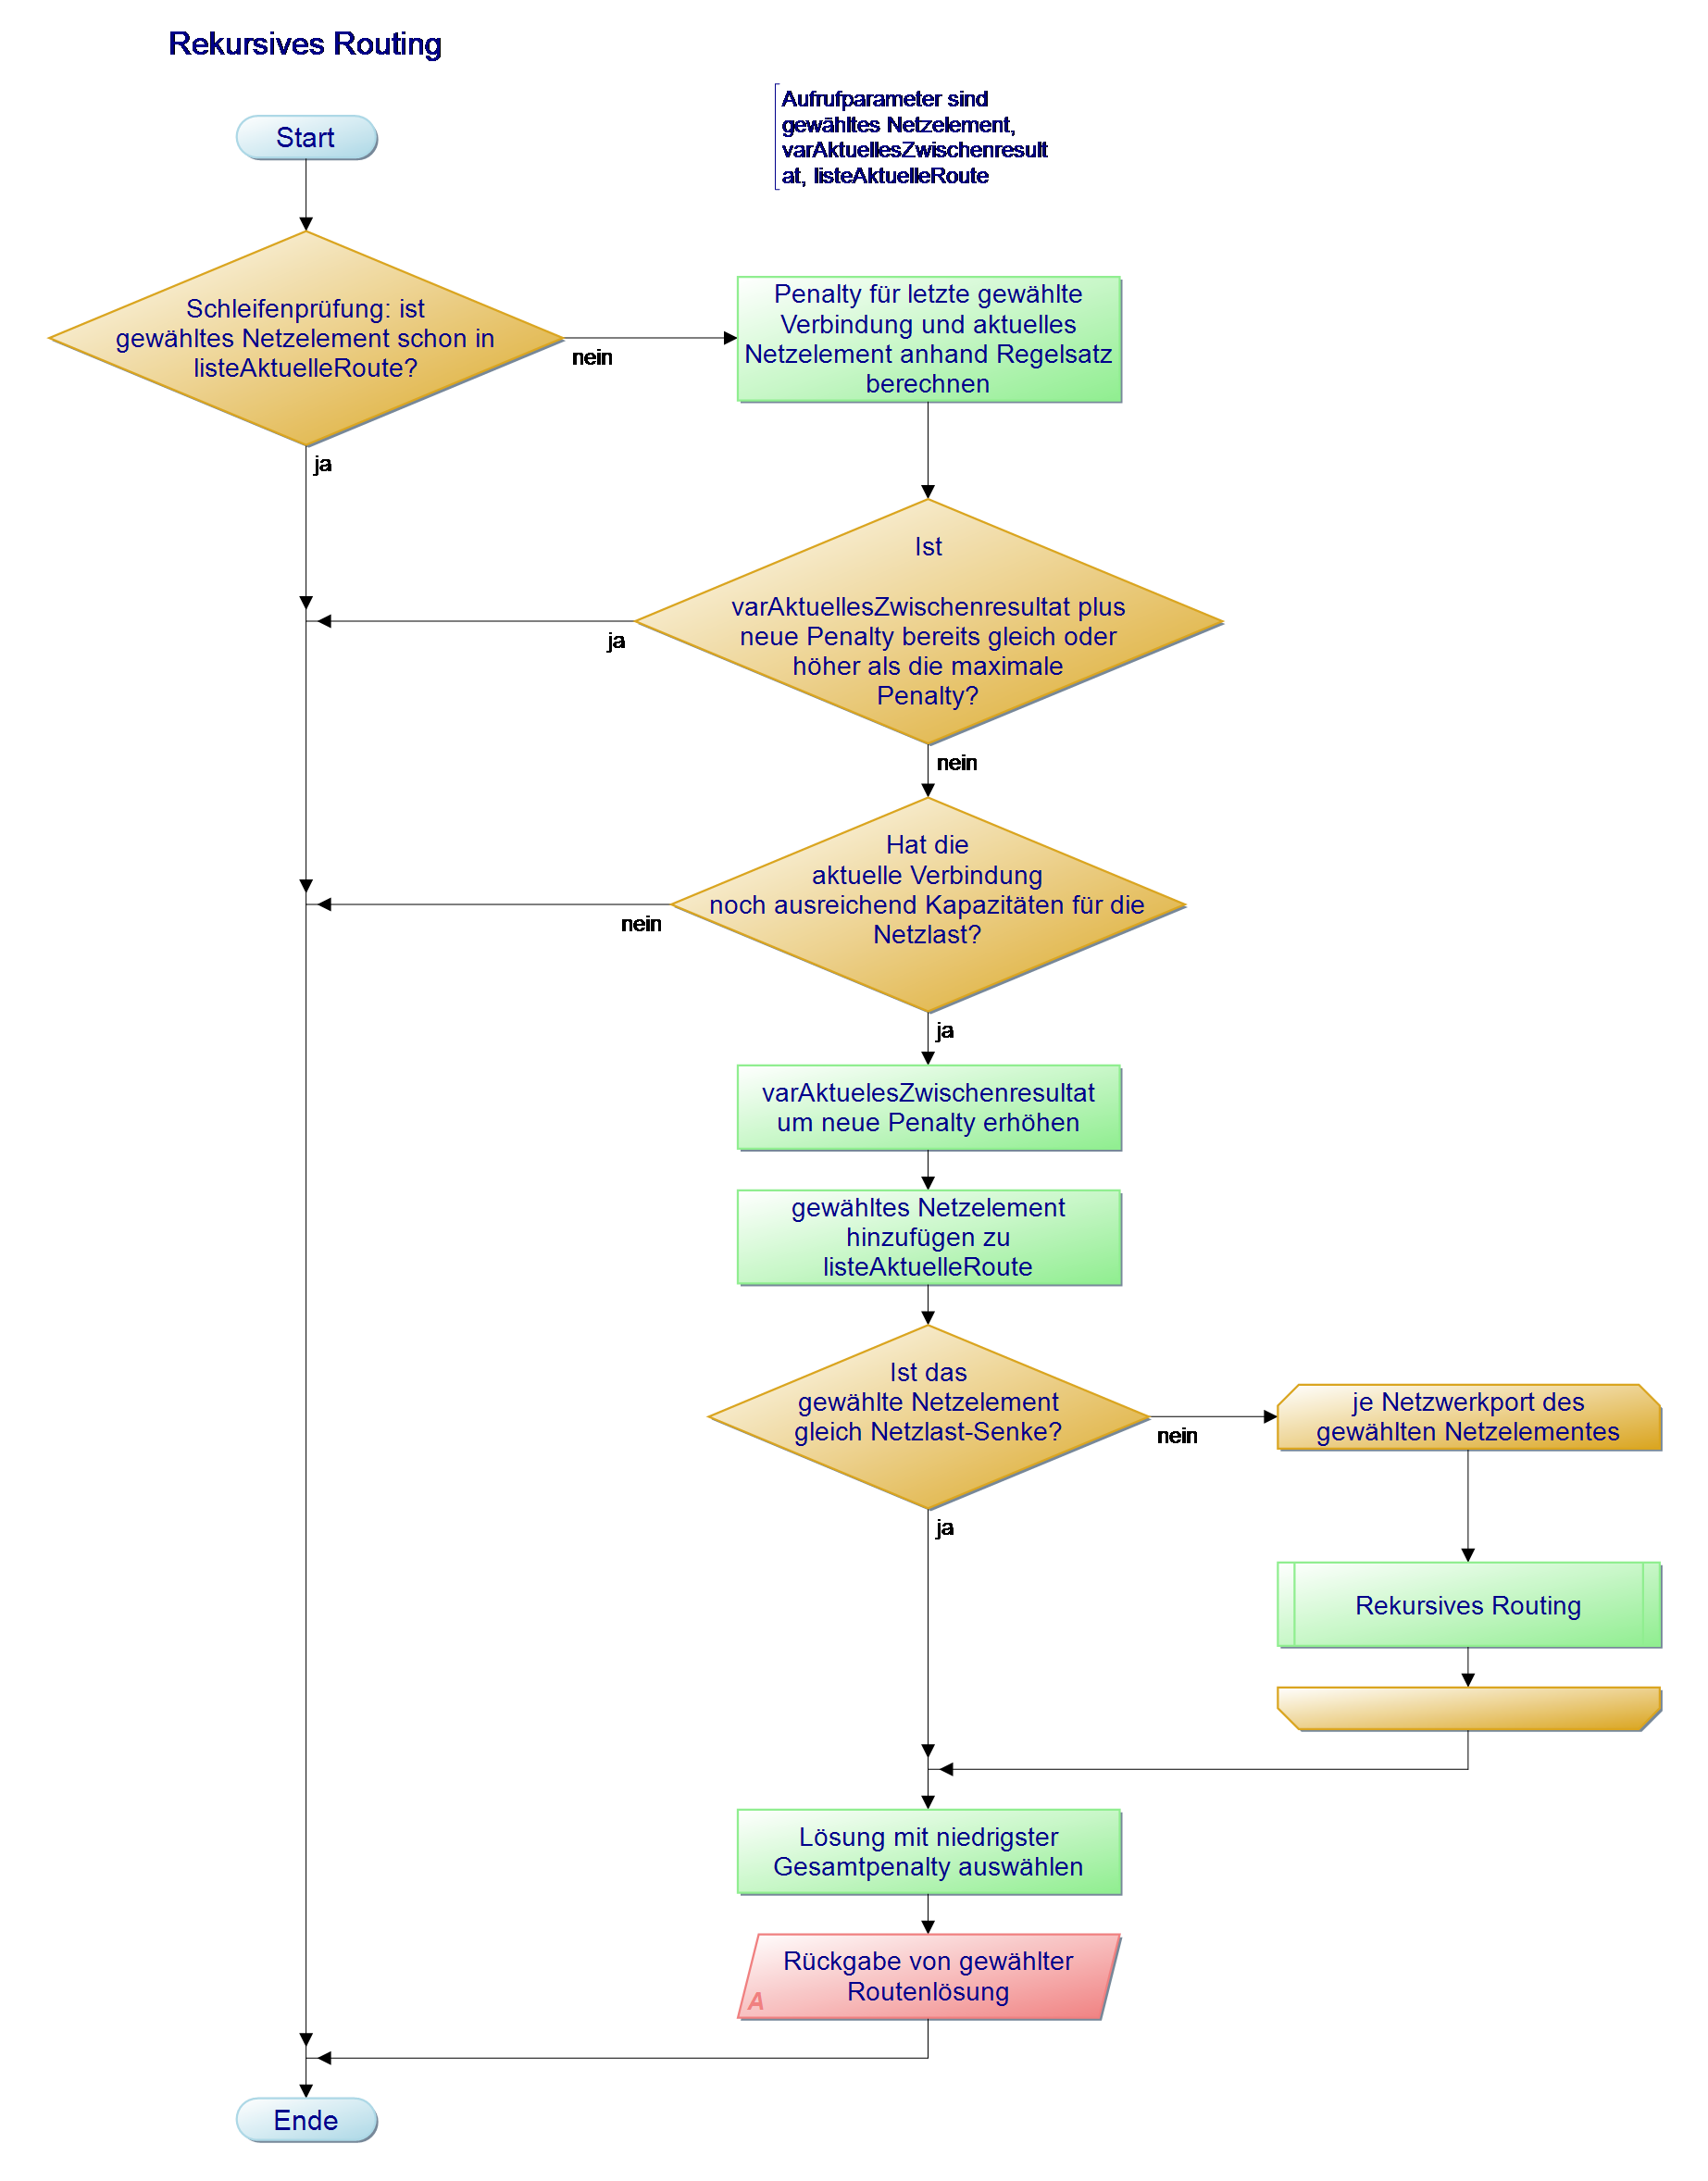 Rekursives Routing
Aufrufparameter sind
gewähltes Netzelement,
varAktuellesZwischenresult
at, listeAktuelleRoute
Start
Schleifenprüfung: ist
gewähltes Netzelement schon in
listeAktuelleRoute?
nein
ja
Penalty für letzte gewählte
Verbindung und aktuelles
Netzelement anhand Regelsatz
berechnen
Ist
varAktuellesZwischenresultat plus
neue Penalty bereits gleich oder
höher als die maximale
Penalty?
ja
nein
Hat die
aktuelle Verbindung
noch ausreichend Kapazitäten für die
Netzlast?
nein
ja
varAktuelesZwischenresultat
um neue Penalty erhöhen
gewähltes Netzelement
hinzufügen zu
listeAktuelleRoute
Ist das
gewählte Netzelement
gleich Netzlast-Senke?
nein
ja
je Netzwerkport des
gewählten Netzelementes
Rekursives Routing
Lösung mit niedrigster
Gesamtpenalty auswählen
Rückgabe von gewählter
Routenlösung
A
Ende